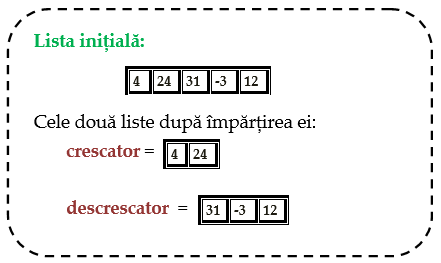 Lista inițială:
4 24 31 -3 12
Cele două liste după împărțirea ei:
crescator = 4 24
descrescator = 31 -3 12